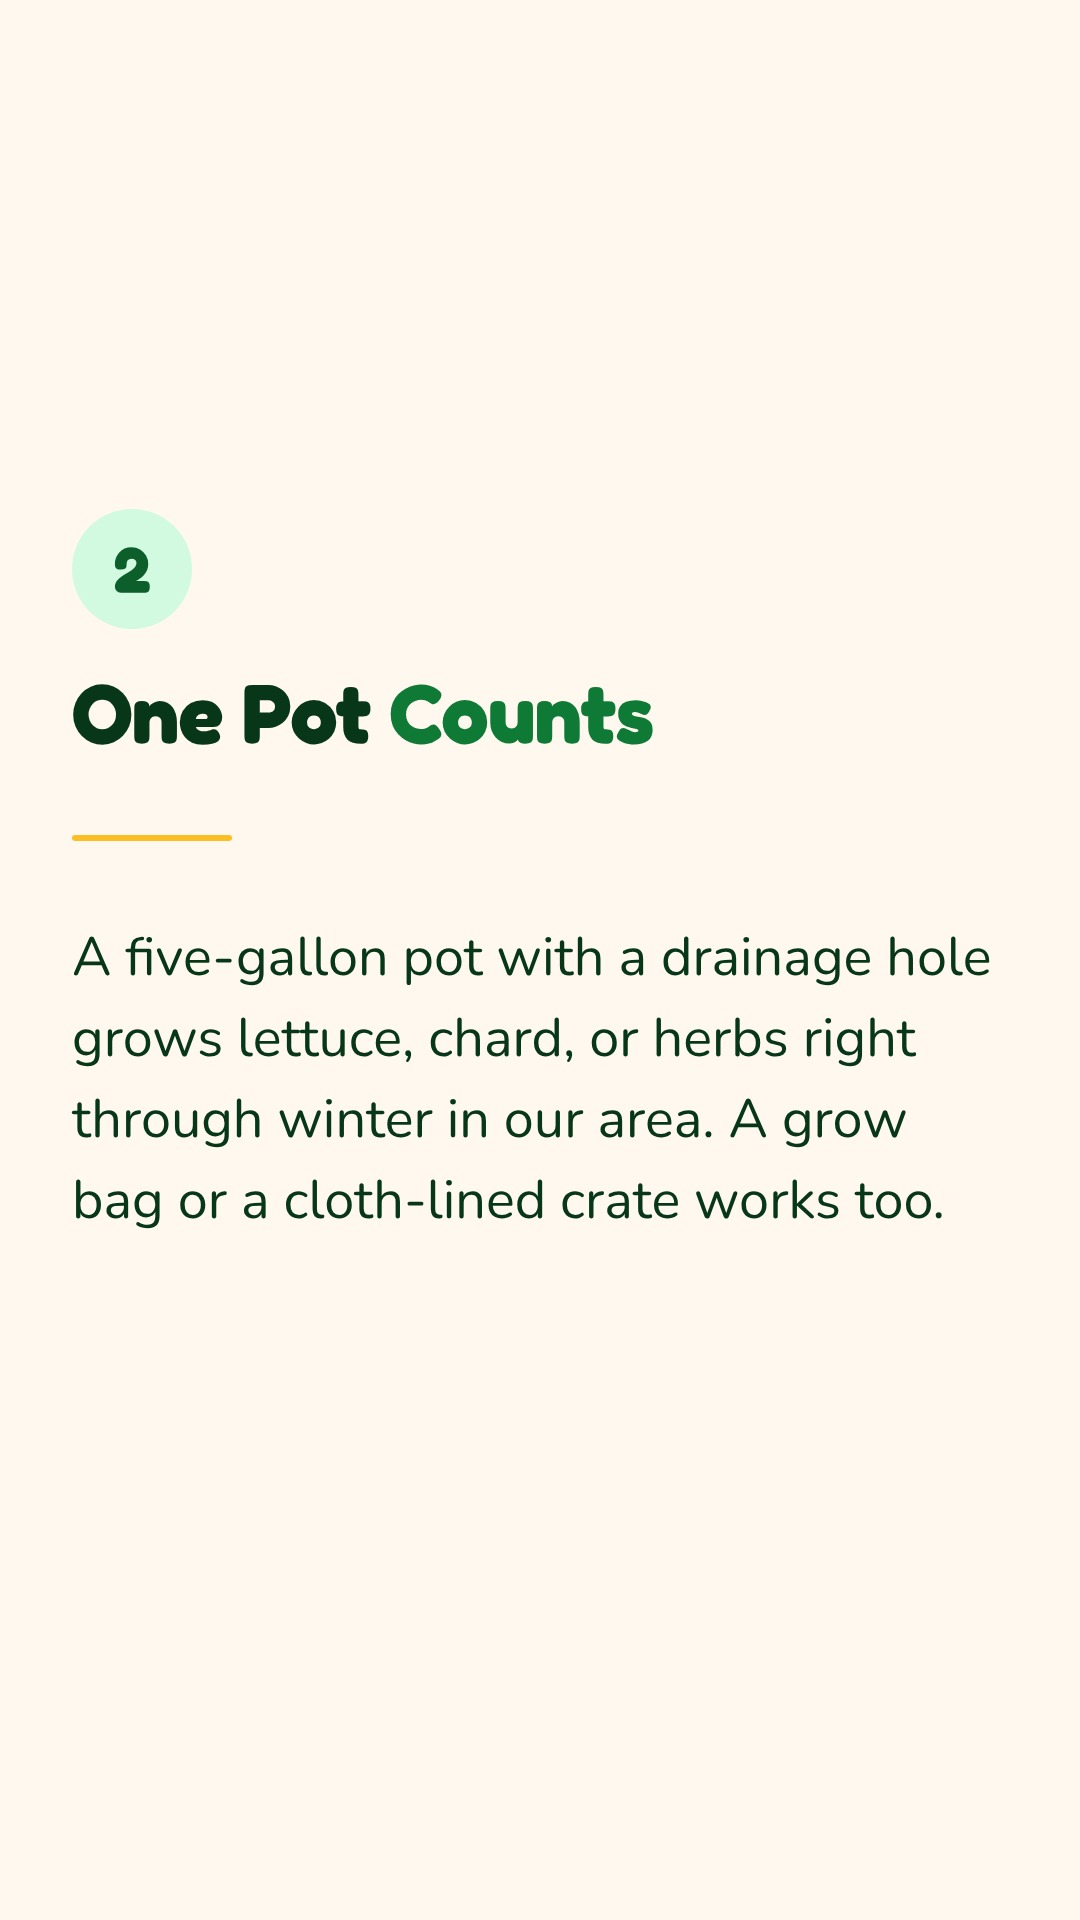 2
One Pot Counts
A five-gallon pot with a drainage hole
grows lettuce, chard, or herbs right
through winter in our area. A grow
bag or a cloth-lined crate works too.